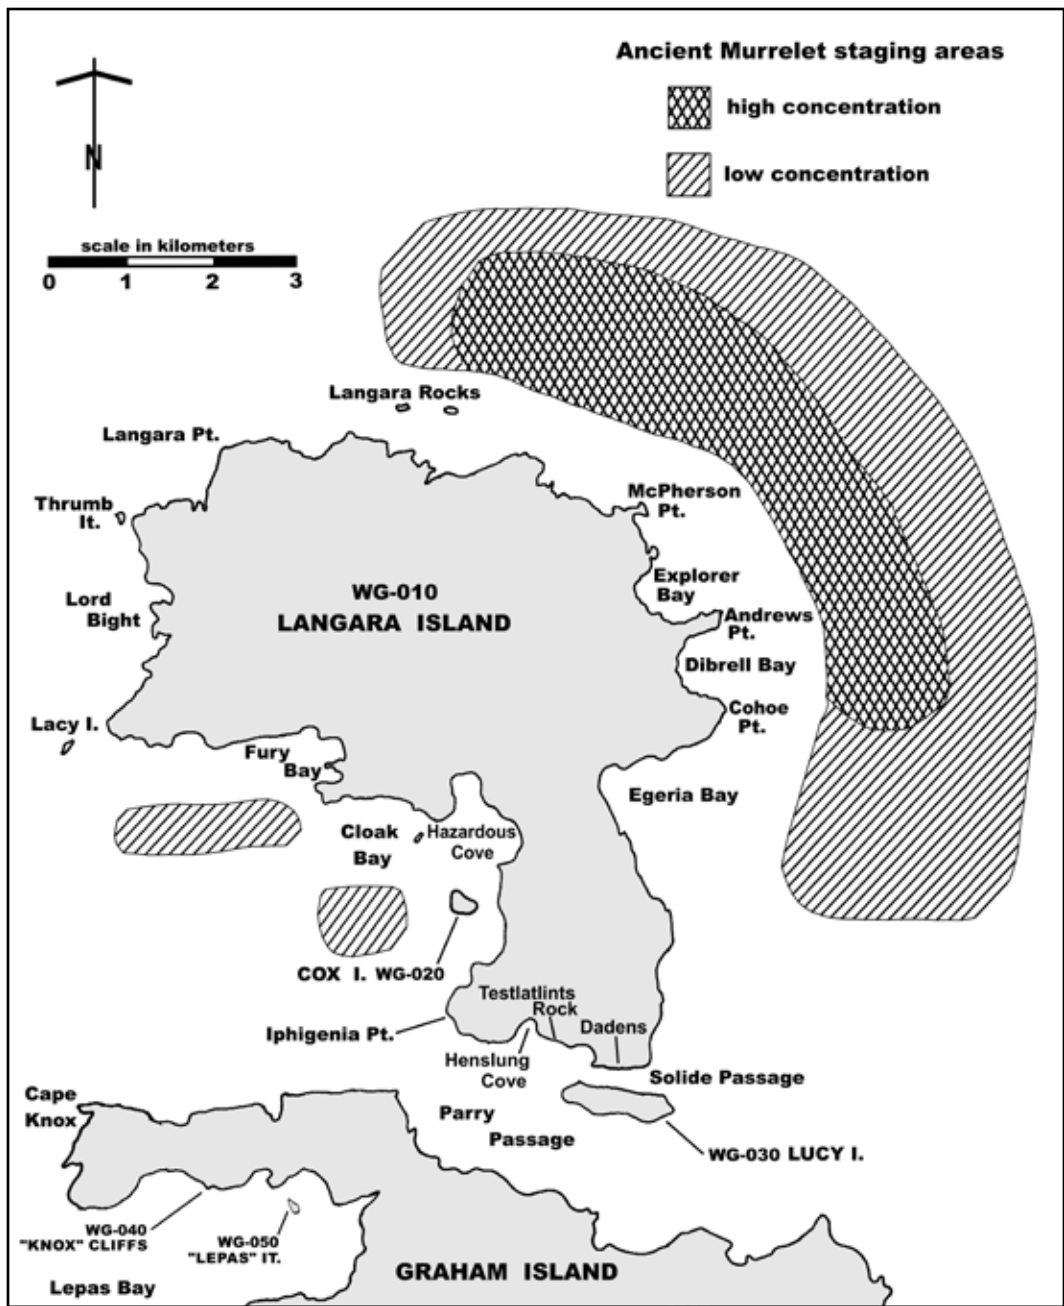 Ancient Murrelet staging areas
high concentration
low concentration
N
scale in kilometers
0 1 2 3
Langara Rocks
Langara Pt.
Thrumb
It.
McPherson
Pt.
Explorer
Bay
Lord
Bight
WG-010
LANGARA ISLAND
Andrews
Pt.
Dibrell Bay
Lacy I.
Cohoe
Pt.
Fury
Bay
Egeria Bay
Cloak
Bay
Hazardous
Cove
COX I. WG-020
Testlatlints
Rock
Dadens
Iphigenia Pt.
Henslung
Cove
Solide Passage
Cape
Knox
Parry
Passage
WG-030 LUCY I.
WG-040
"KNOX" CLIFFS
WG-050
"LEPAS" IT.
Lepas Bay
GRAHAM ISLAND